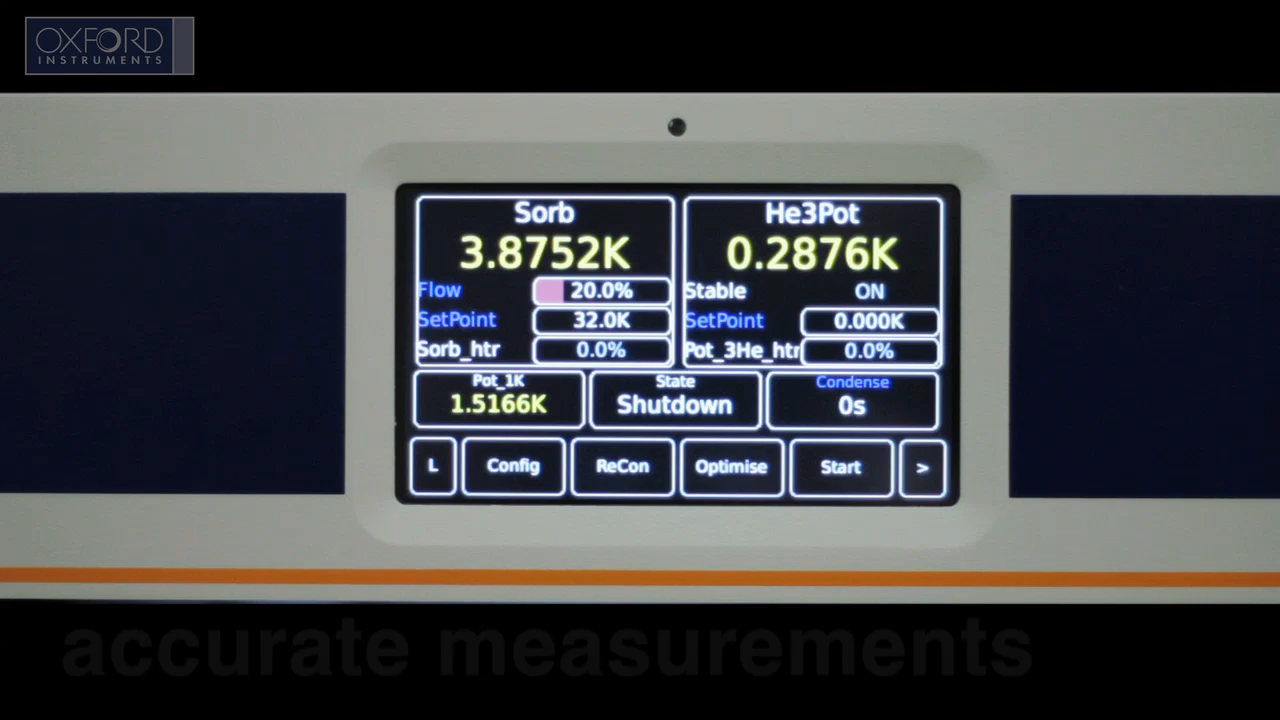 OXFORD
INSTRUMENTS
Sorb
3.8752K
Flow 20.0%
SetPoint 32.0K
Sorb_htr 0.0%
He3Pot
0.2876K
Stable ON
SetPoint 0.000K
Pot_3He_htr 0.0%
Pot_1K
1.5166K
State
Shutdown
Condense
0s
L Config ReCon Optimise Start >
accurate measurements